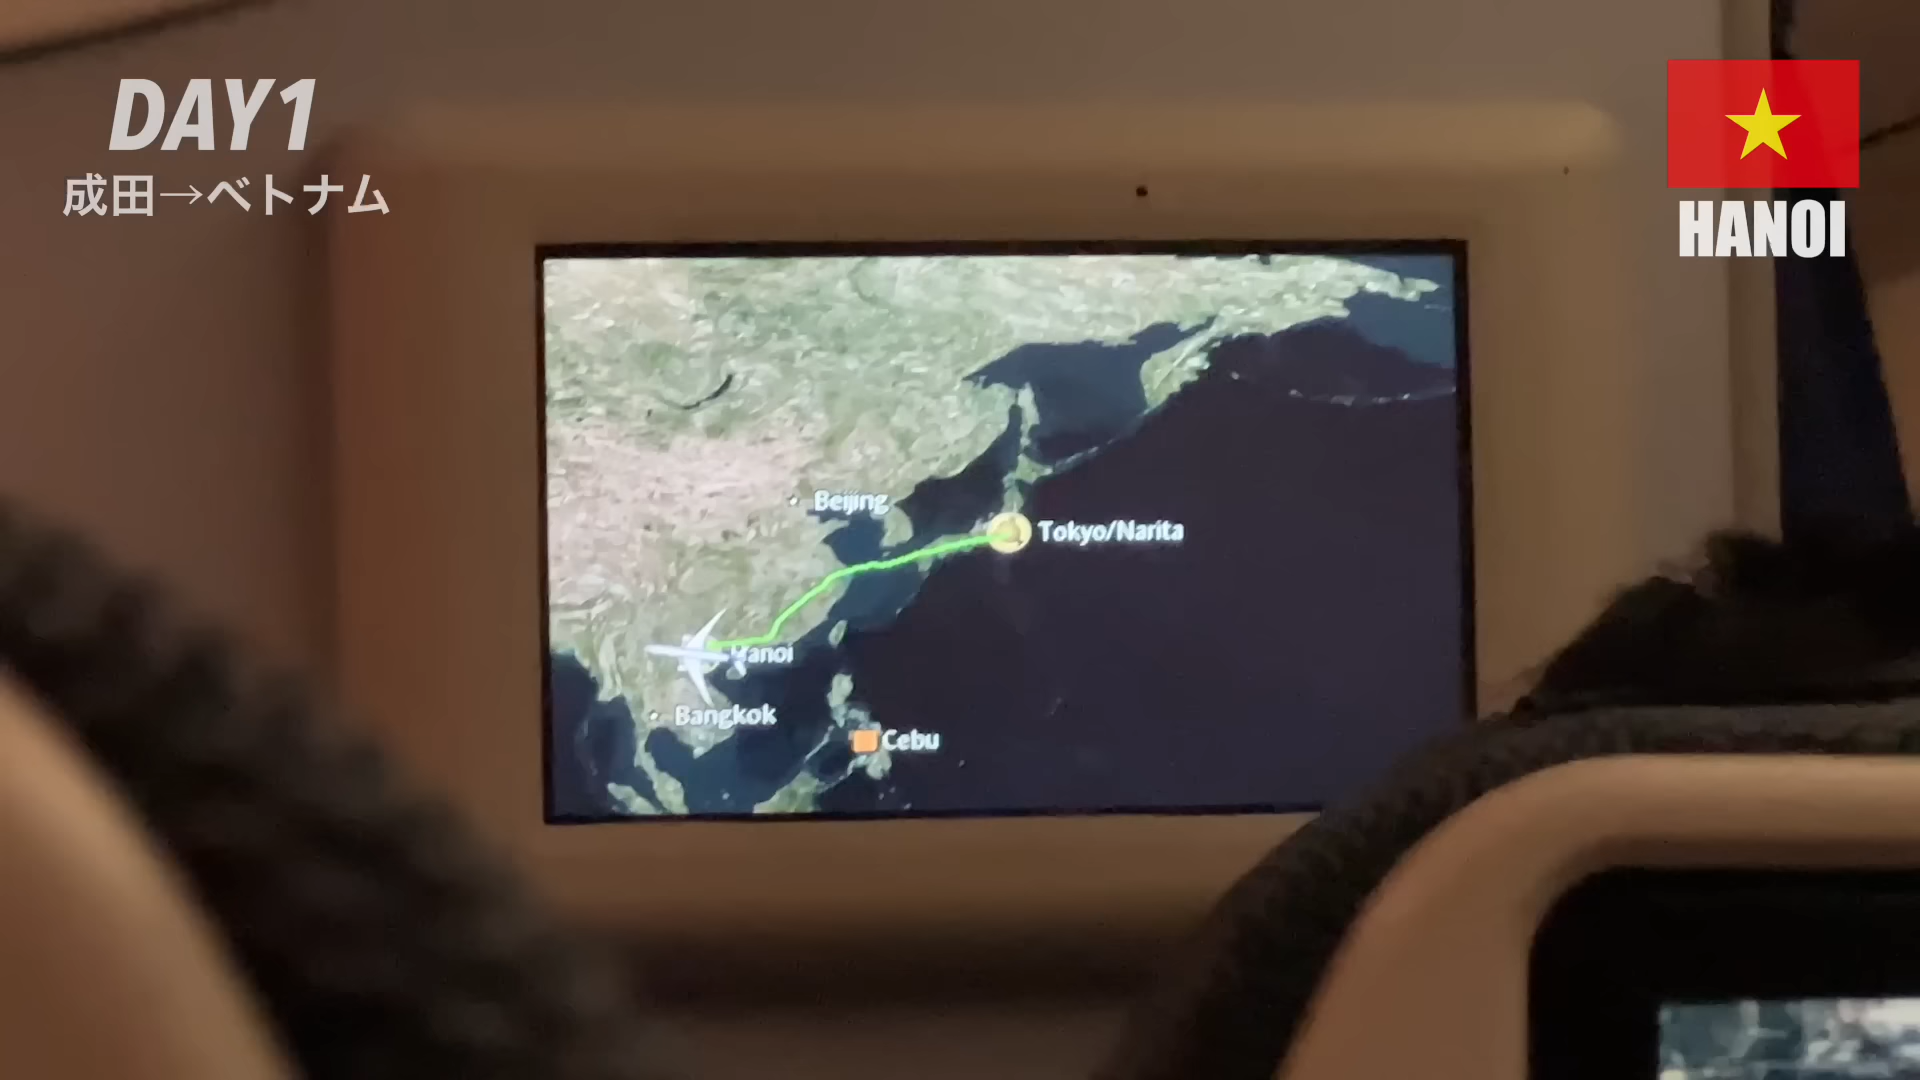 DAY1
成田→ベトナム
HANOI
Beijing
Tokyo/Narita
Hanoi
Bangkok
Cebu